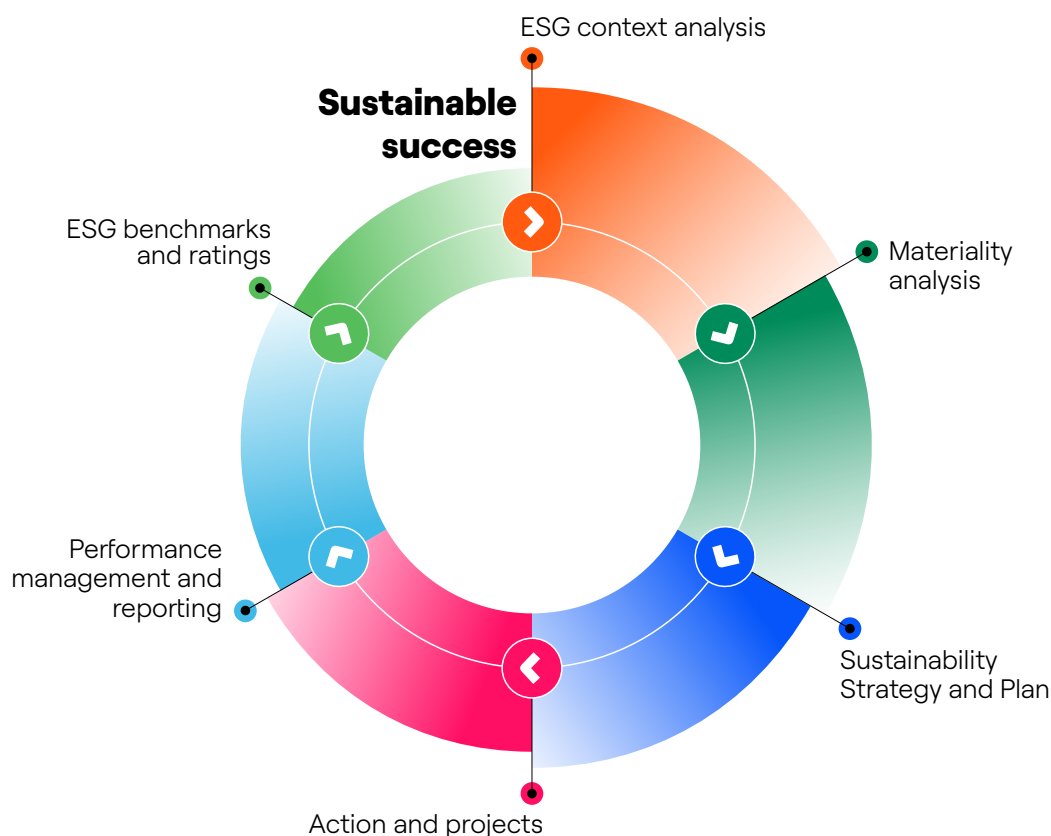 ESG context analysis
Sustainable
success
Materiality
analysis
Sustainability
Strategy and Plan
Action and projects
Performance
management and
reporting
ESG benchmarks
and ratings